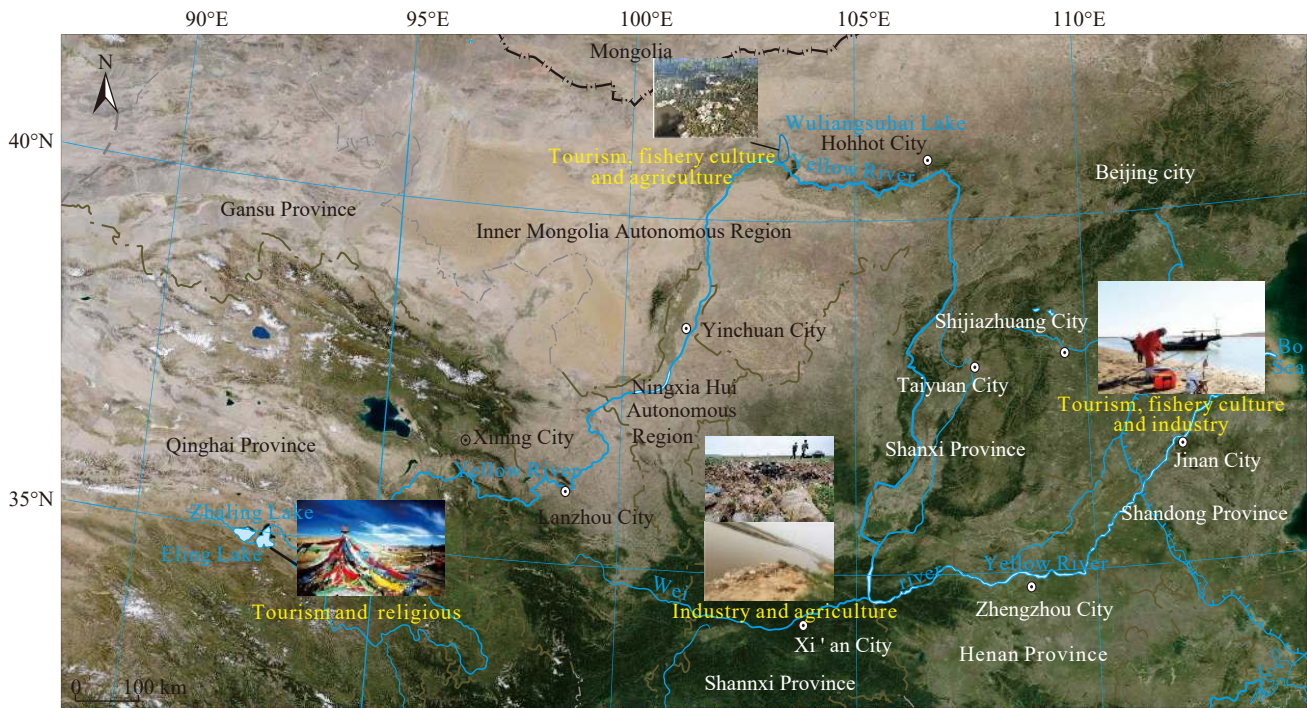 90°E
95°E
100°E
105°E
110°E
N
Mongolia
40°N
Wuliangsuhai Lake
Hohhot City
Tourism, fishery culture
and agriculture
Yellow River
Beijing city
Gansu Province
Inner Mongolia Autonomous Region
Yinchuan City
Shijiazhuang City
Bo
Sea
Taiyuan City
Ningxia Hui
Autonomous
Region
Tourism, fishery culture
and industry
Qinghai Province
Xining City
Shanxi Province
Jinan City
Yellow River
35°N
Lanzhou City
Zhaling Lake
Eling Lake
Shandong Province
Yellow River
Wei
river
Tourism and religious
Industry and agriculture
Zhengzhou City
Xi ' an City
Henan Province
Shannxi Province
0
100 km